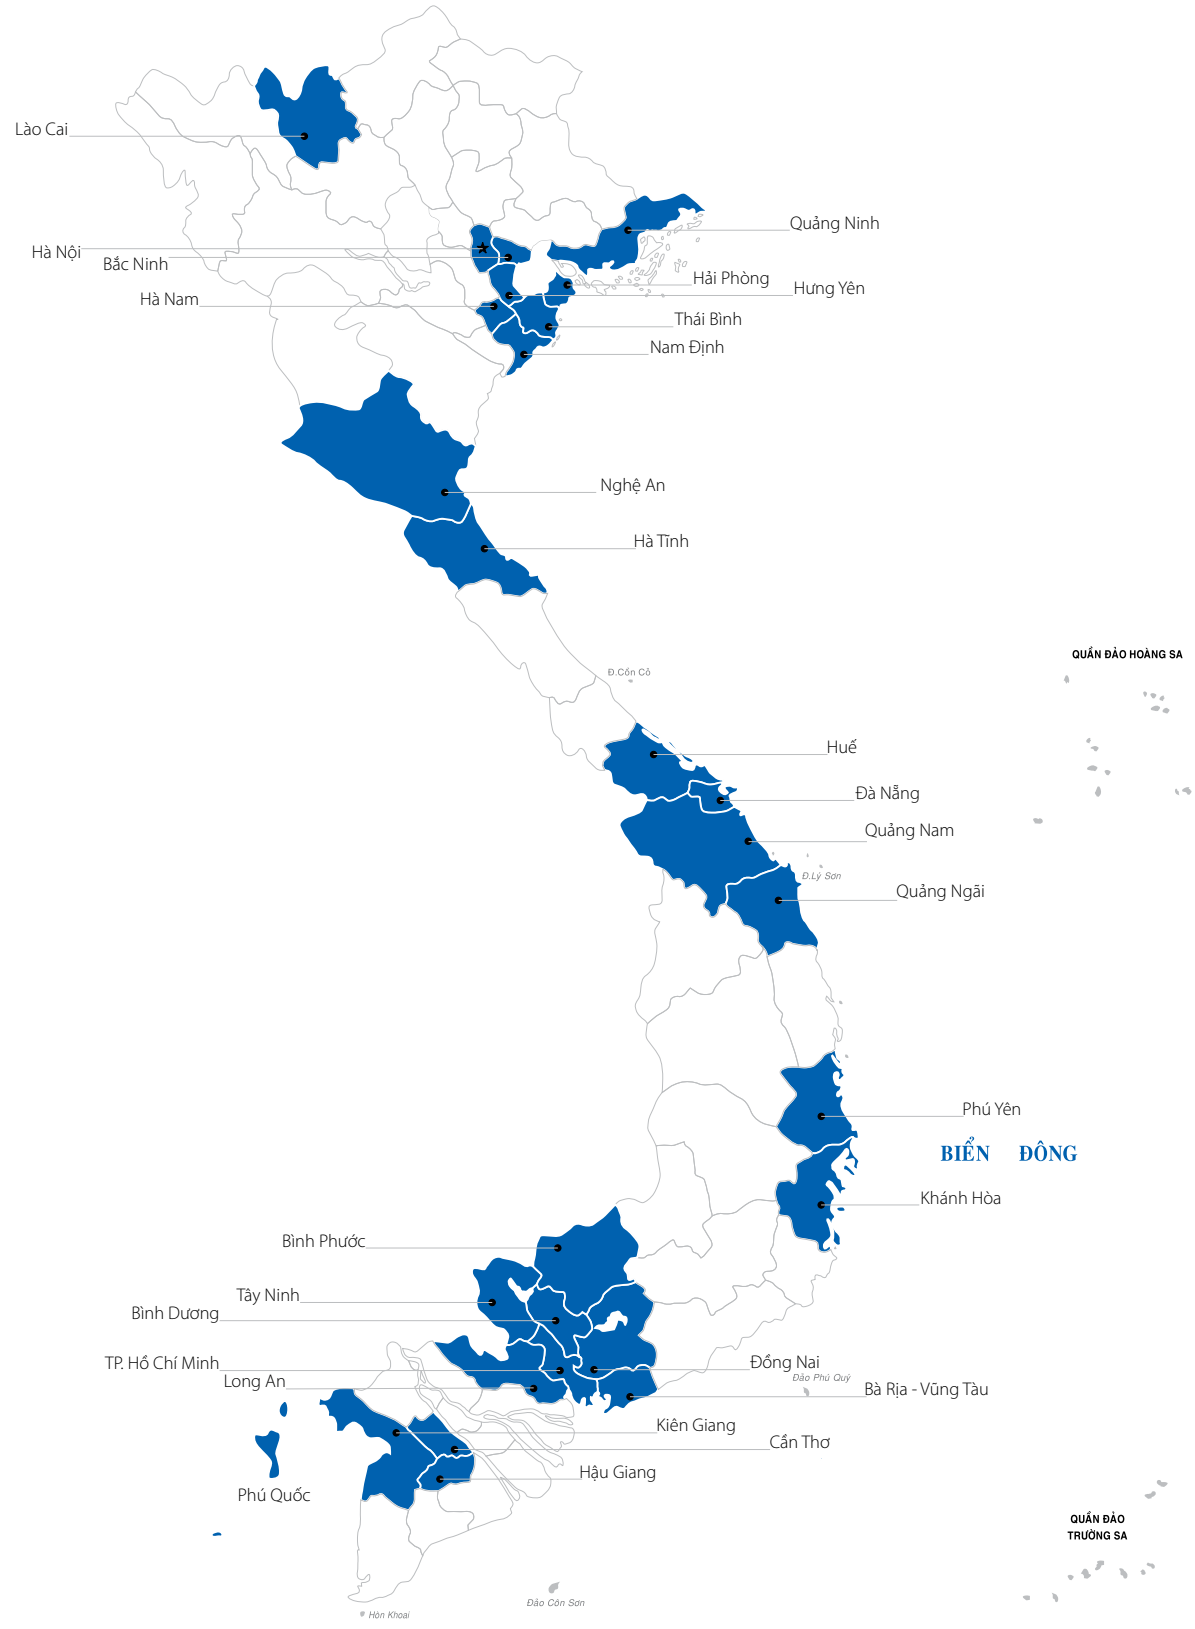 Lào Cai
Quảng Ninh
Hà Nội
Bắc Ninh
Hải Phòng
Hưng Yên
Hà Nam
Thái Bình
Nam Định
Nghệ An
Hà Tĩnh
QUẦN ĐẢO HOÀNG SA
Đ.Cồn Cỏ
Huế
Đà Nẵng
Quảng Nam
Đ.Lý Sơn
Quảng Ngãi
Phú Yên
BIỂN ĐÔNG
Khánh Hòa
Bình Phước
Tây Ninh
Bình Dương
TP. Hồ Chí Minh
Đồng Nai
Đảo Phú Quý
Long An
Bà Rịa - Vũng Tàu
Kiên Giang
Cần Thơ
Hậu Giang
Phú Quốc
QUẦN ĐẢO
TRƯỜNG SA
Đảo Côn Sơn
Hòn Khoai